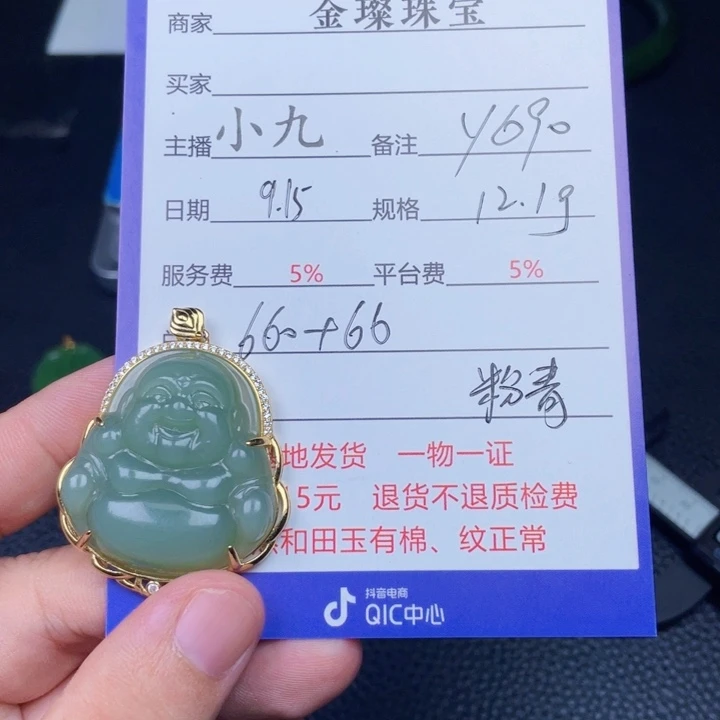 商家 金璨珠宝
买家
主播 小九 备注 Y690
日期 9.15 规格 12.1g
服务费 5% 平台费 5%
660+66
粉青
地发货 一物一证
15元 退货不退质检费
和田玉有棉、纹正常
抖音电商
QIC中心